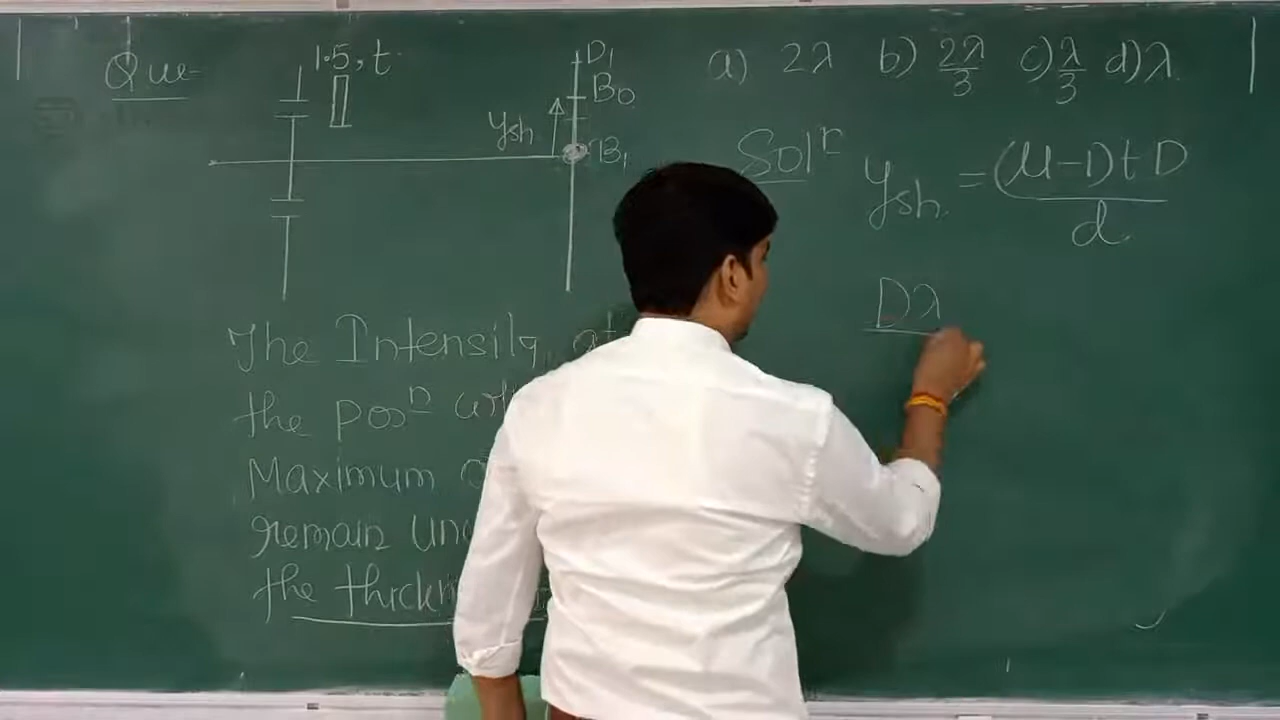 Que-
1.5, t
D1
B0
ysh
B1
a) 2λ b) 2λ/3 c) λ/3 d) λ
Solⁿ
ysh = (μ-1)t D / d
Dλ
The Intensity at
the posⁿ
Maximum
remain
the